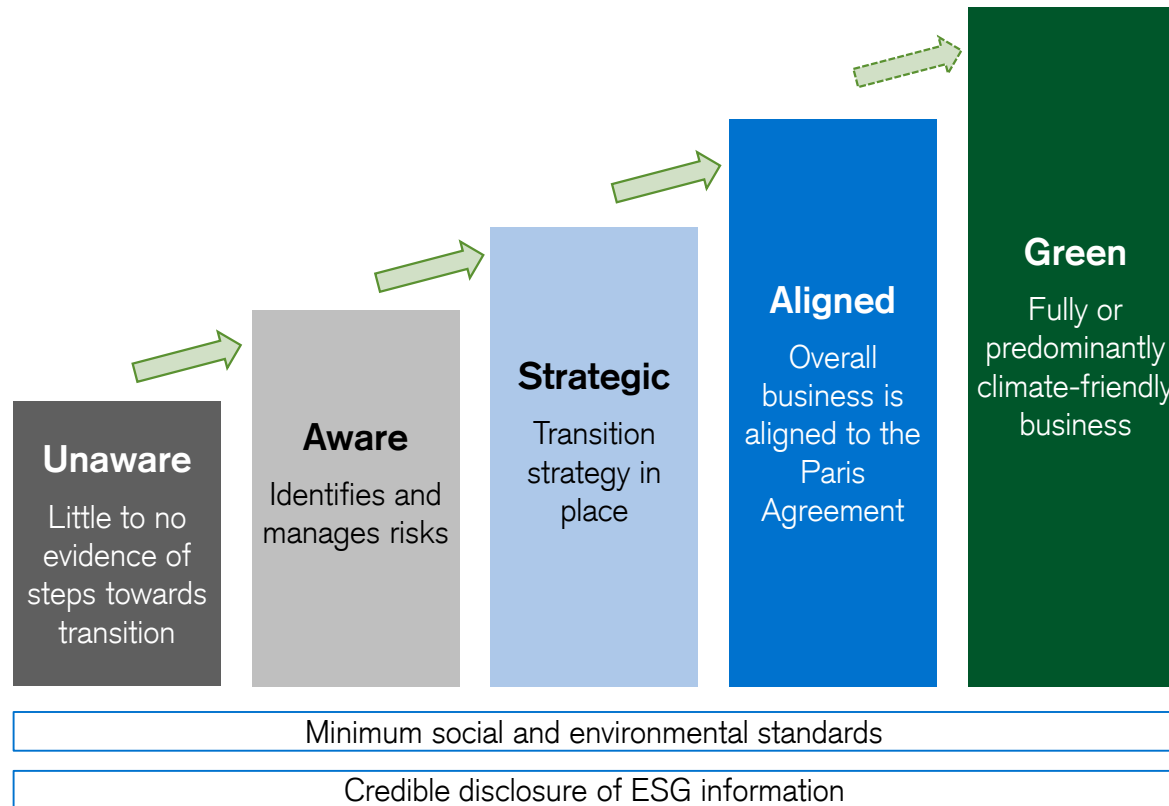 Unaware
Little to no
evidence of
steps towards
transition
Aware
Identifies and
manages risks
Strategic
Transition
strategy in
place
Aligned
Overall
business is
aligned to the
Paris
Agreement
Green
Fully or
predominantly
climate-friendly
business
Minimum social and environmental standards
Credible disclosure of ESG information